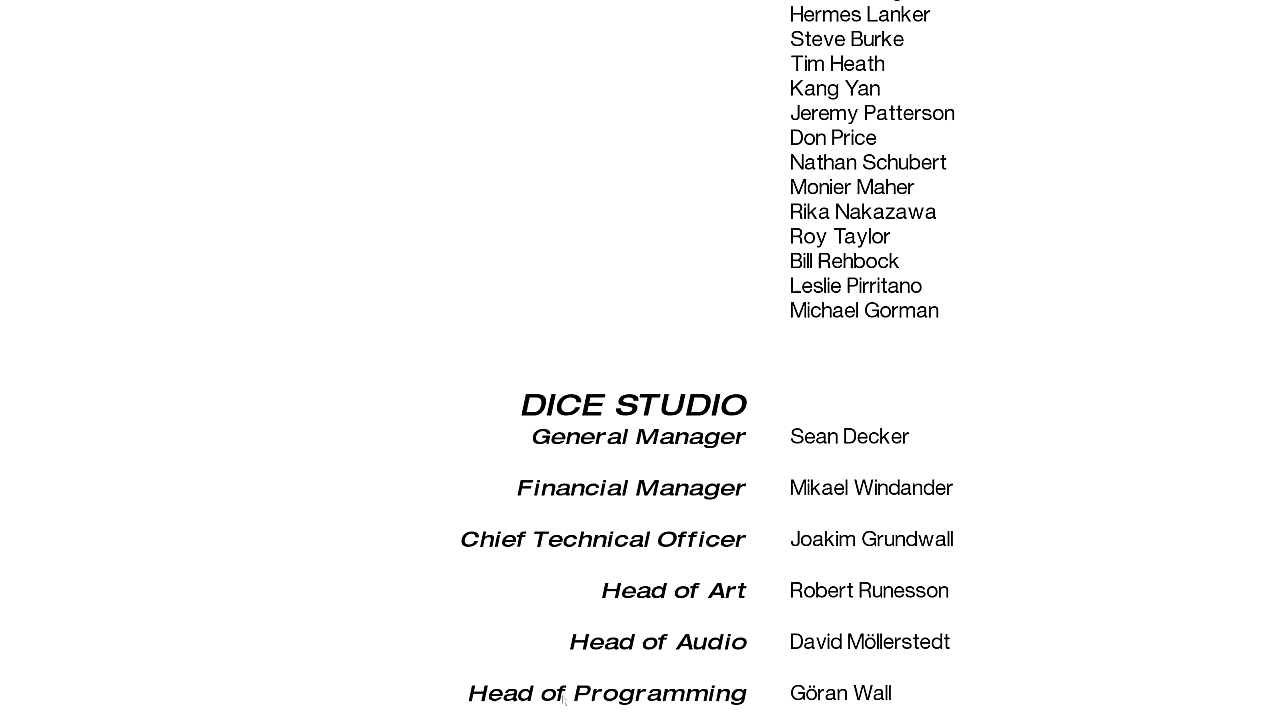 Hermes Lanker
Steve Burke
Tim Heath
Kang Yan
Jeremy Patterson
Don Price
Nathan Schubert
Monier Maher
Rika Nakazawa
Roy Taylor
Bill Rehbock
Leslie Pirritano
Michael Gorman
DICE STUDIO
General Manager Sean Decker
Financial Manager Mikael Windander
Chief Technical Officer Joakim Grundwall
Head of Art Robert Runesson
Head of Audio David Möllerstedt
Head of Programming Göran Wall